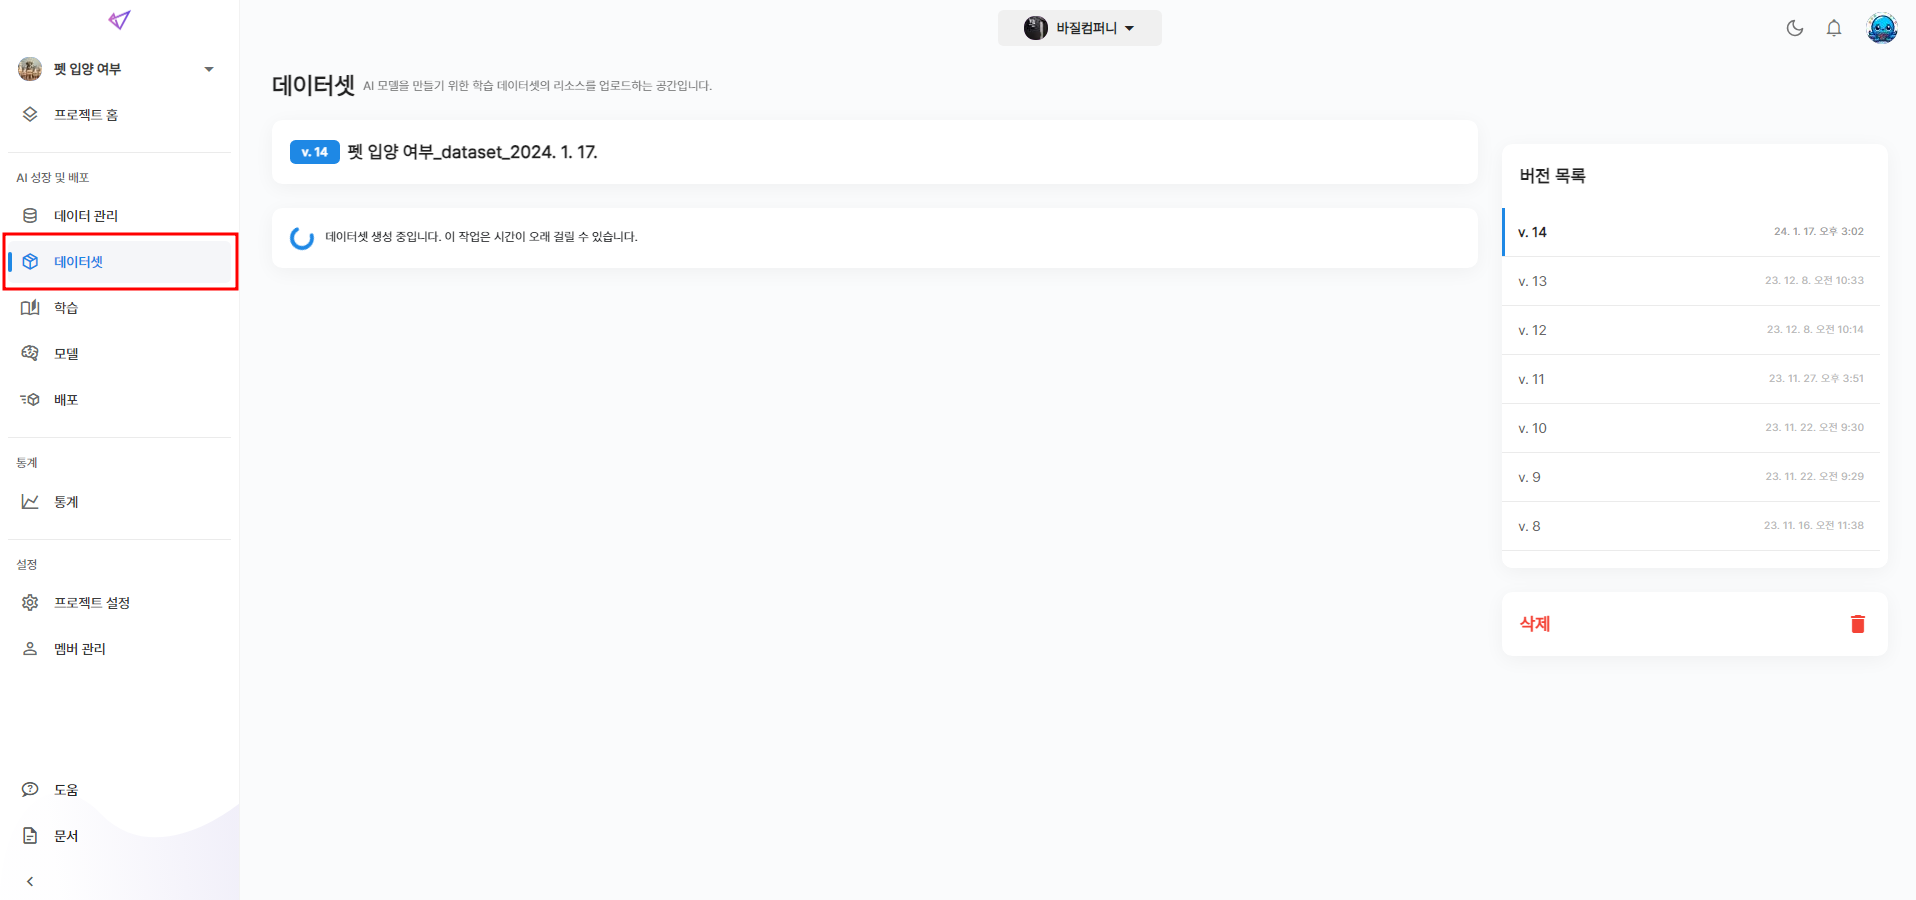 펫 입양 여부
프로젝트 홈
AI 성장 및 배포
데이터 관리
데이터셋
학습
모델
배포
통계
통계
설정
프로젝트 설정
멤버 관리
도움
문서
바질컴퍼니
데이터셋 AI 모델을 만들기 위한 학습 데이터셋의 리소스를 업로드하는 공간입니다.
v. 14 펫 입양 여부_dataset_2024. 1. 17.
데이터셋 생성 중입니다. 이 작업은 시간이 오래 걸릴 수 있습니다.
버전 목록
v. 14 24. 1. 17. 오후 3:02
v. 13 23. 12. 8. 오전 10:33
v. 12 23. 12. 8. 오전 10:14
v. 11 23. 11. 27. 오후 3:51
v. 10 23. 11. 22. 오전 9:30
v. 9 23. 11. 22. 오전 9:29
v. 8 23. 11. 16. 오전 11:38
삭제